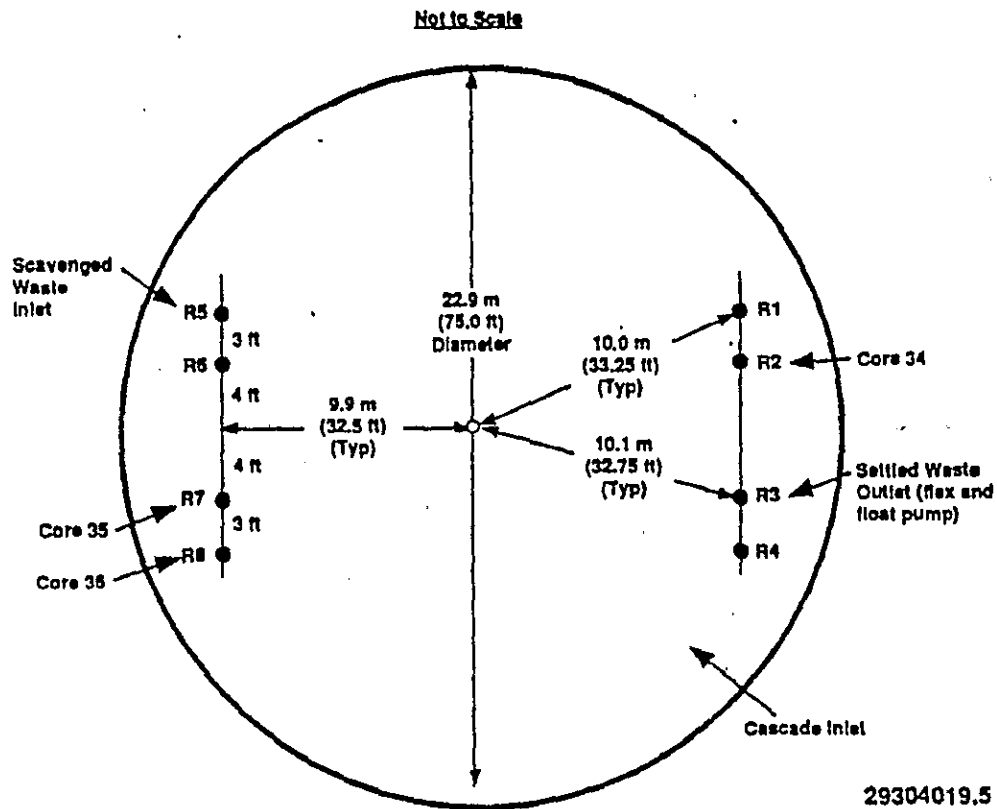 Not to Scale
Scavenged
Waste
Inlet
R5
3 ft
R6
4 ft
9.9 m
(32.5 ft)
(Typ)
4 ft
R7
3 ft
R8
Core 35
Core 36
22.9 m
(75.0 ft)
Diameter
10.0 m
(33.25 ft)
(Typ)
10.1 m
(32.75 ft)
(Typ)
R1
R2
Core 34
R3
Settled Waste
Outlet (flex and
float pump)
R4
Cascade Inlet
29304019.5